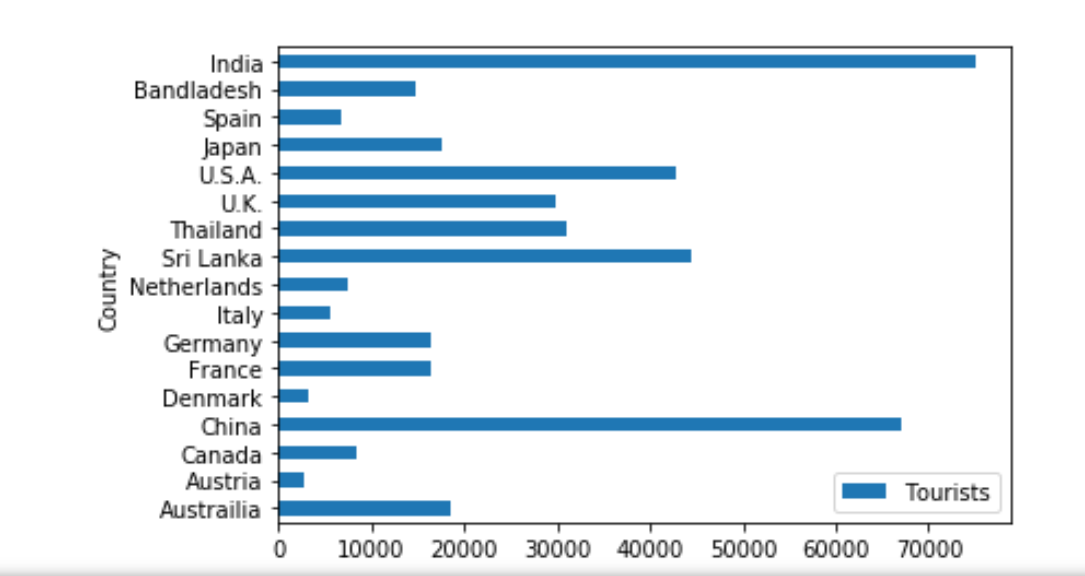 India
Bandladesh
Spain
Japan
U.S.A.
U.K.
Thailand
Sri Lanka
Netherlands
Italy
Germany
France
Denmark
China
Canada
Austria
Austrailia
Country
Tourists
0 10000 20000 30000 40000 50000 60000 70000